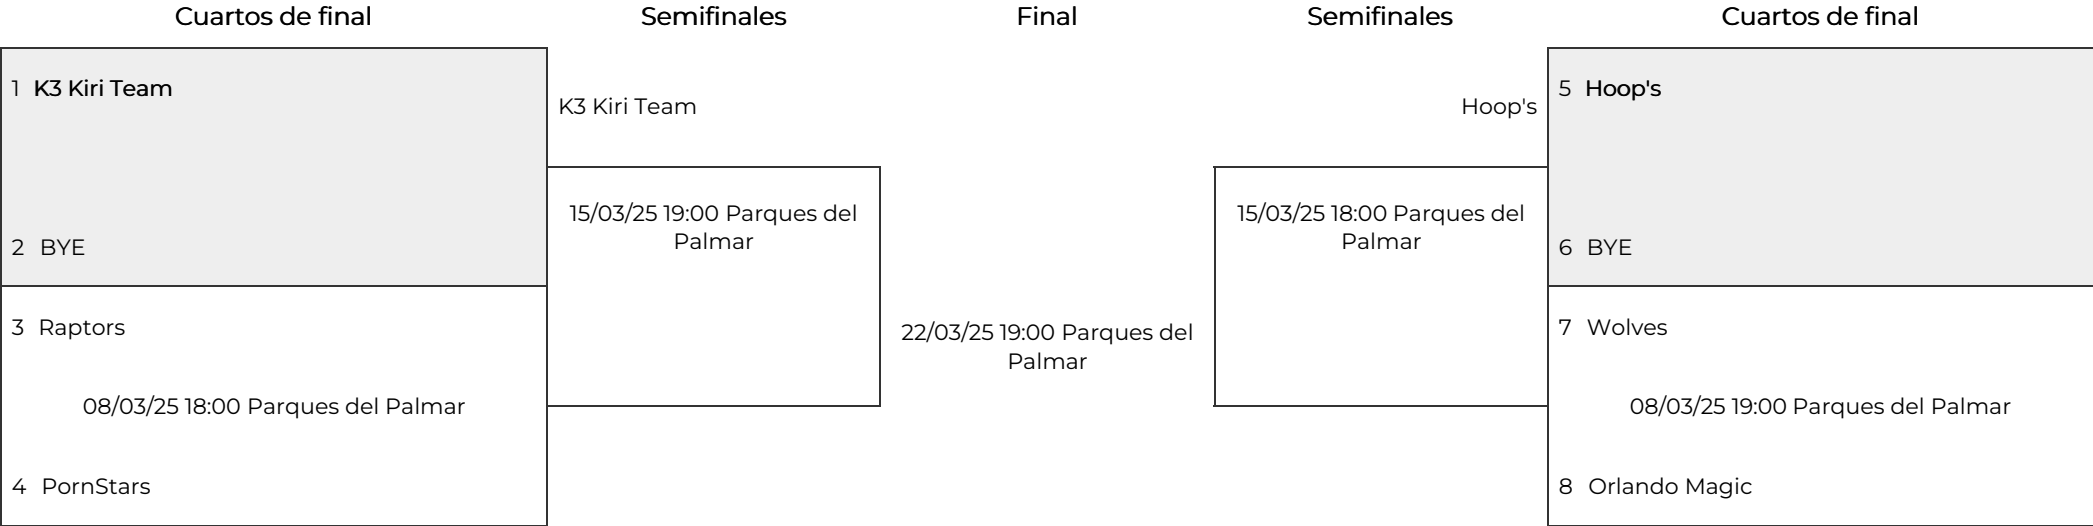 Cuartos de final
Semifinales
Final
Semifinales
Cuartos de final
1 K3 Kiri Team
K3 Kiri Team
Hoop's
5 Hoop's
15/03/25 19:00 Parques del
Palmar
15/03/25 18:00 Parques del
Palmar
2 BYE
6 BYE
3 Raptors
22/03/25 19:00 Parques del
Palmar
7 Wolves
08/03/25 18:00 Parques del Palmar
08/03/25 19:00 Parques del Palmar
4 PornStars
8 Orlando Magic